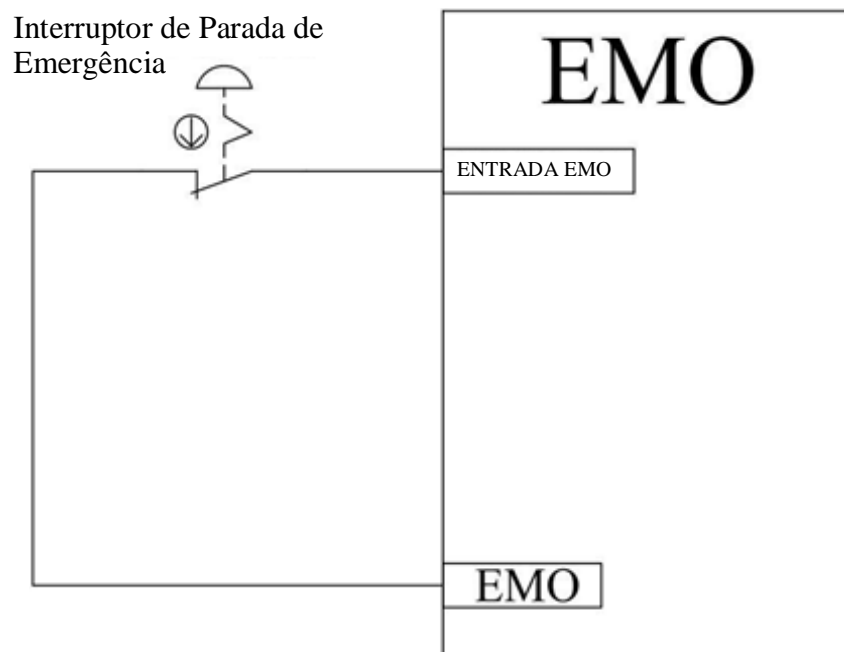 Interruptor de Parada de
Emergência
EMO
ENTRADA EMO
EMO